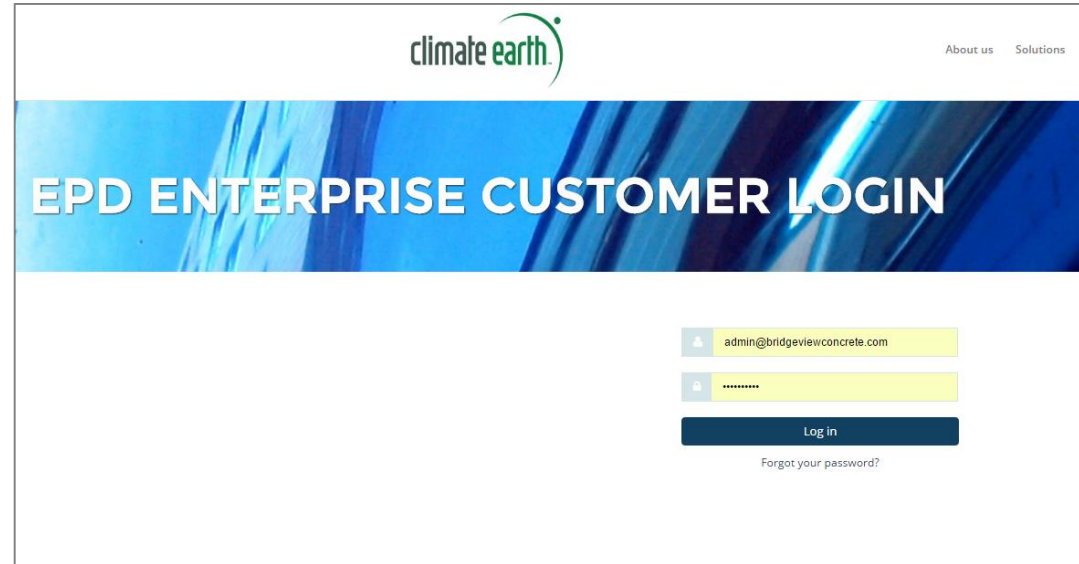 climate earth
About us Solutions
EPD ENTERPRISE CUSTOMER LOGIN
admin@bridgeviewconcrete.com
••••••••••
Log in
Forgot your password?